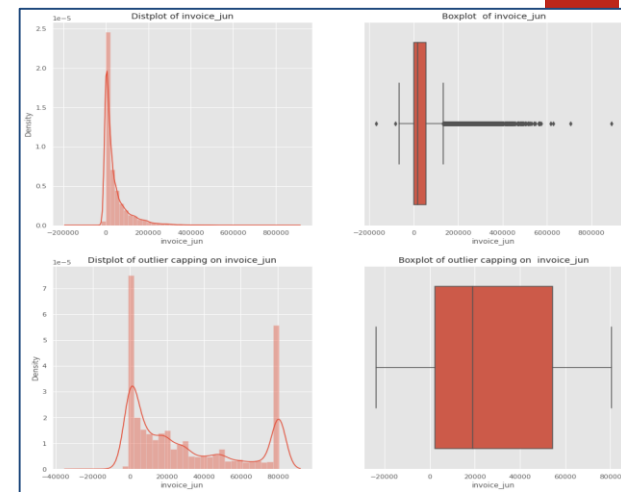 Distplot of invoice_jun
1e−5
2.5
2.0
1.5
1.0
0.5
0.0
Density
−200000 0 200000 400000 600000 800000
invoice_jun
Boxplot of invoice_jun
−200000 0 200000 400000 600000 800000
invoice_jun
Distplot of outlier capping on invoice_jun
1e−5
7
6
5
4
3
2
1
0
Density
−40000 −20000 0 20000 40000 60000 80000
invoice_jun
Boxplot of outlier capping on invoice_jun
−20000 0 20000 40000 60000 80000
invoice_jun